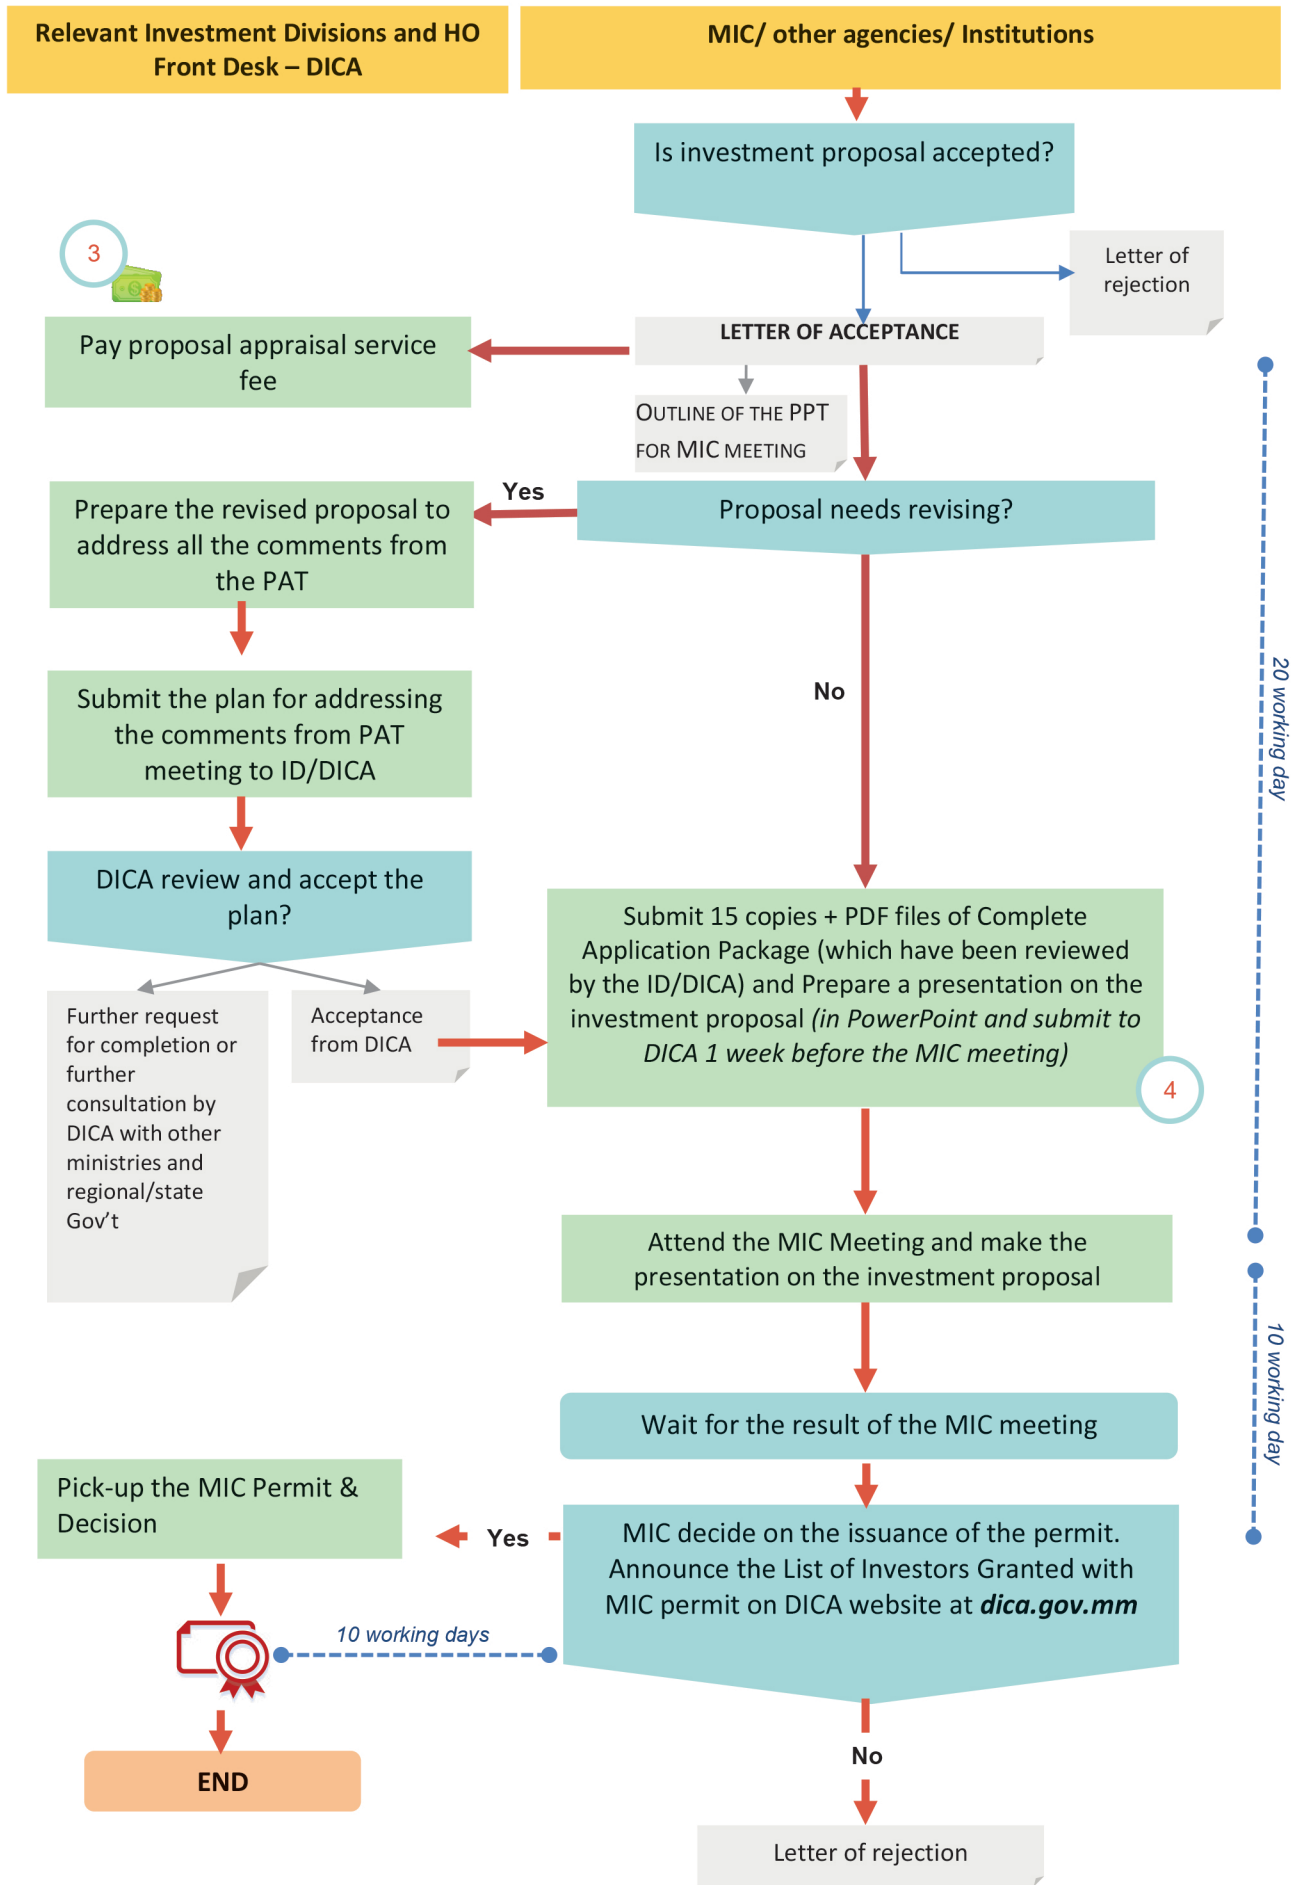 Relevant Investment Divisions and HO
Front Desk – DICA
MIC/ other agencies/ Institutions
Is investment proposal accepted?
3
Letter of
rejection
LETTER OF ACCEPTANCE
Pay proposal appraisal service
fee
OUTLINE OF THE PPT
FOR MIC MEETING
Yes
Proposal needs revising?
Prepare the revised proposal to
address all the comments from
the PAT
No
20 working day
Submit the plan for addressing
the comments from PAT
meeting to ID/DICA
DICA review and accept the
plan?
Submit 15 copies + PDF files of Complete
Application Package (which have been reviewed
by the ID/DICA) and Prepare a presentation on the
investment proposal (in PowerPoint and submit to
DICA 1 week before the MIC meeting)
Further request
for completion or
further
consultation by
DICA with other
ministries and
regional/state
Gov’t
Acceptance
from DICA
4
Attend the MIC Meeting and make the
presentation on the investment proposal
10 working day
Wait for the result of the MIC meeting
Pick-up the MIC Permit &
Decision
Yes
MIC decide on the issuance of the permit.
Announce the List of Investors Granted with
MIC permit on DICA website at dica.gov.mm
10 working days
No
END
Letter of rejection